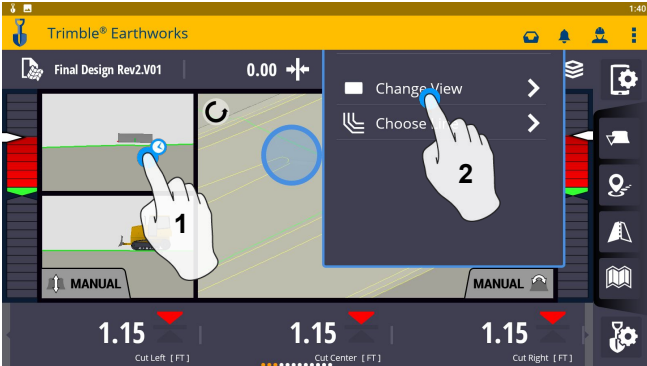 1:40
Trimble® Earthworks
Final Design Rev2.V01
0.00
Change View
Choose
1
2
MANUAL
MANUAL
1.15
1.15
1.15
Cut Left [FT]
Cut Center [FT]
Cut Right [FT]